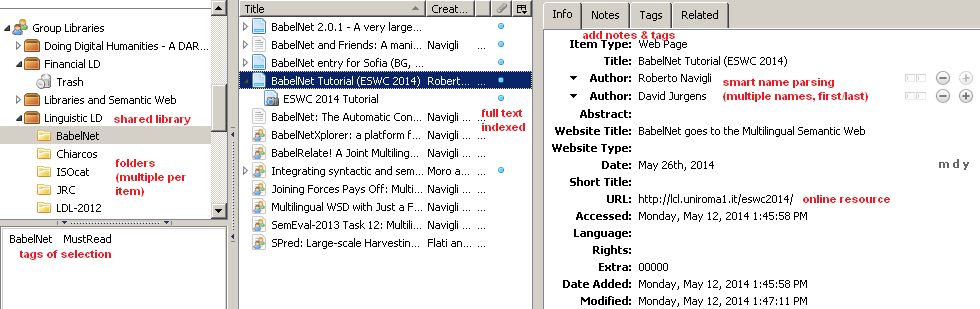 Group Libraries
Doing Digital Humanities - A DAR...
Financial LD
Trash
Libraries and Semantic Web
Linguistic LD shared library
BabelNet
Chiarcos
ISOcat
JRC
LDL-2012
folders
(multiple per
item)
BabelNet MustRead
tags of selection
Title Creat...
BabelNet 2.0.1 - A very large...
BabelNet and Friends: A mani... Navigli ...
BabelNet entry for Sofia (BG, ...
BabelNet Tutorial (ESWC 2014) Robert...
ESWC 2014 Tutorial
BabelNet: The Automatic Con... Navigli ...
BabelNetXplorer: a platform f... Navigli ...
BabelRelate! A Joint Multiling... Navigli ...
Integrating syntactic and sem... Moro a...
Joining Forces Pays Off: Multi... Navigli ...
Multilingual WSD with Just a F... Navigli ...
SemEval-2013 Task 12: Multili... Navigli ...
SPred: Large-scale Harvestin... Flati an...
full text
indexed
Info Notes Tags Related
add notes & tags
Item Type: Web Page
Title: BabelNet Tutorial (ESWC 2014)
Author: Roberto Navigli
Author: David Jurgens
smart name parsing
(multiple names, first/last)
Abstract:
Website Title: BabelNet goes to the Multilingual Semantic Web
Website Type:
Date: May 26th, 2014 m d y
Short Title:
URL: http://lcl.uniroma1.it/eswc2014/ online resource
Accessed: Monday, May 12, 2014 1:45:58 PM
Language:
Rights:
Extra: 00000
Date Added: Monday, May 12, 2014 1:45:58 PM
Modified: Monday, May 12, 2014 1:47:11 PM